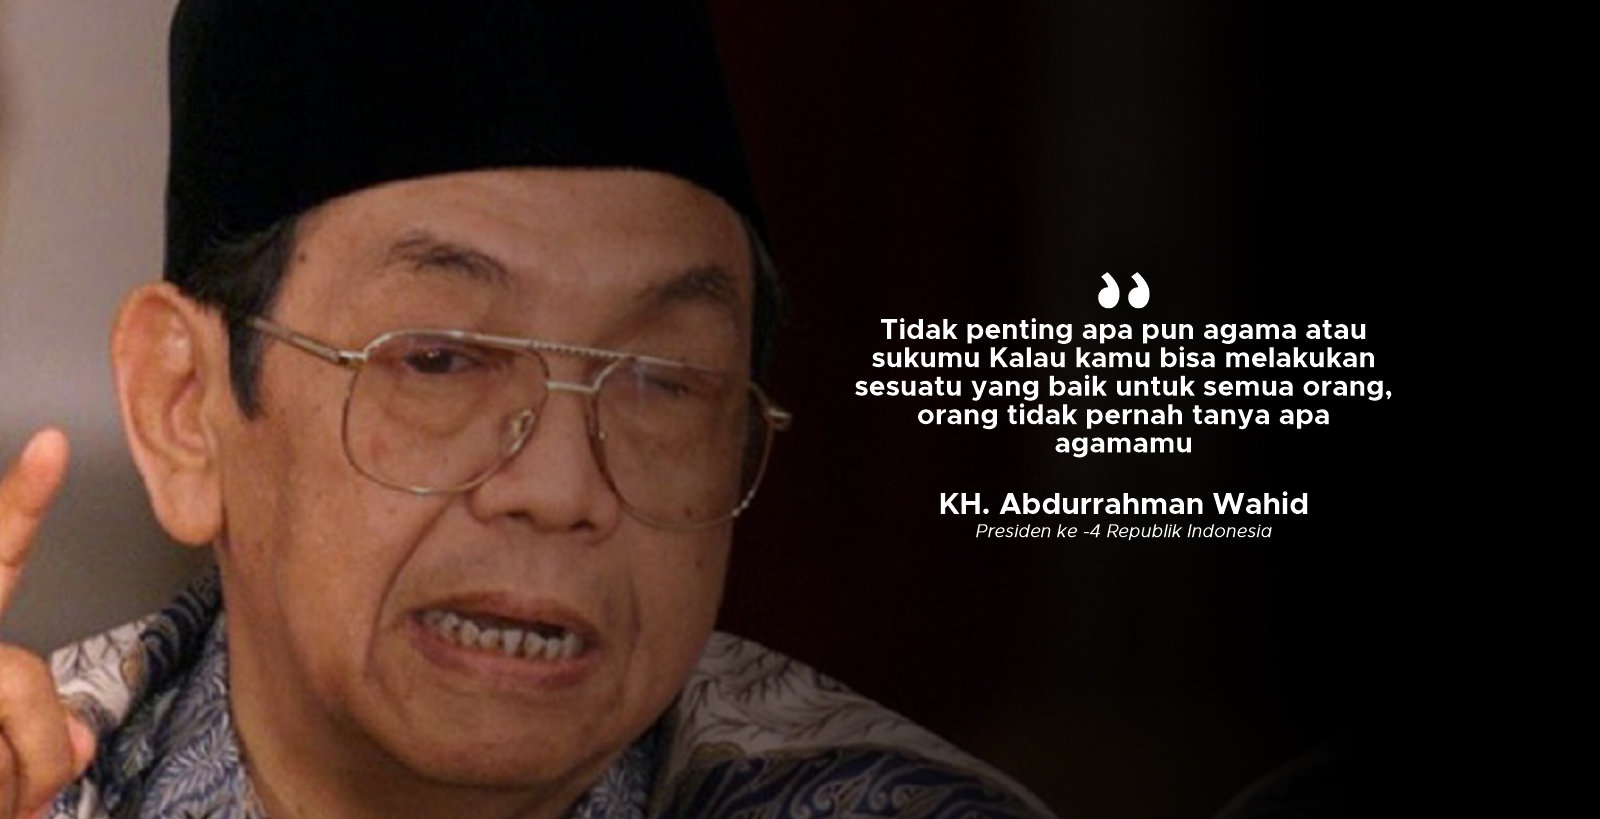 ”
Tidak penting apa pun agama atau
sukumu Kalau kamu bisa melakukan
sesuatu yang baik untuk semua orang,
orang tidak pernah tanya apa
agamamu
KH. Abdurrahman Wahid
Presiden ke -4 Republik Indonesia